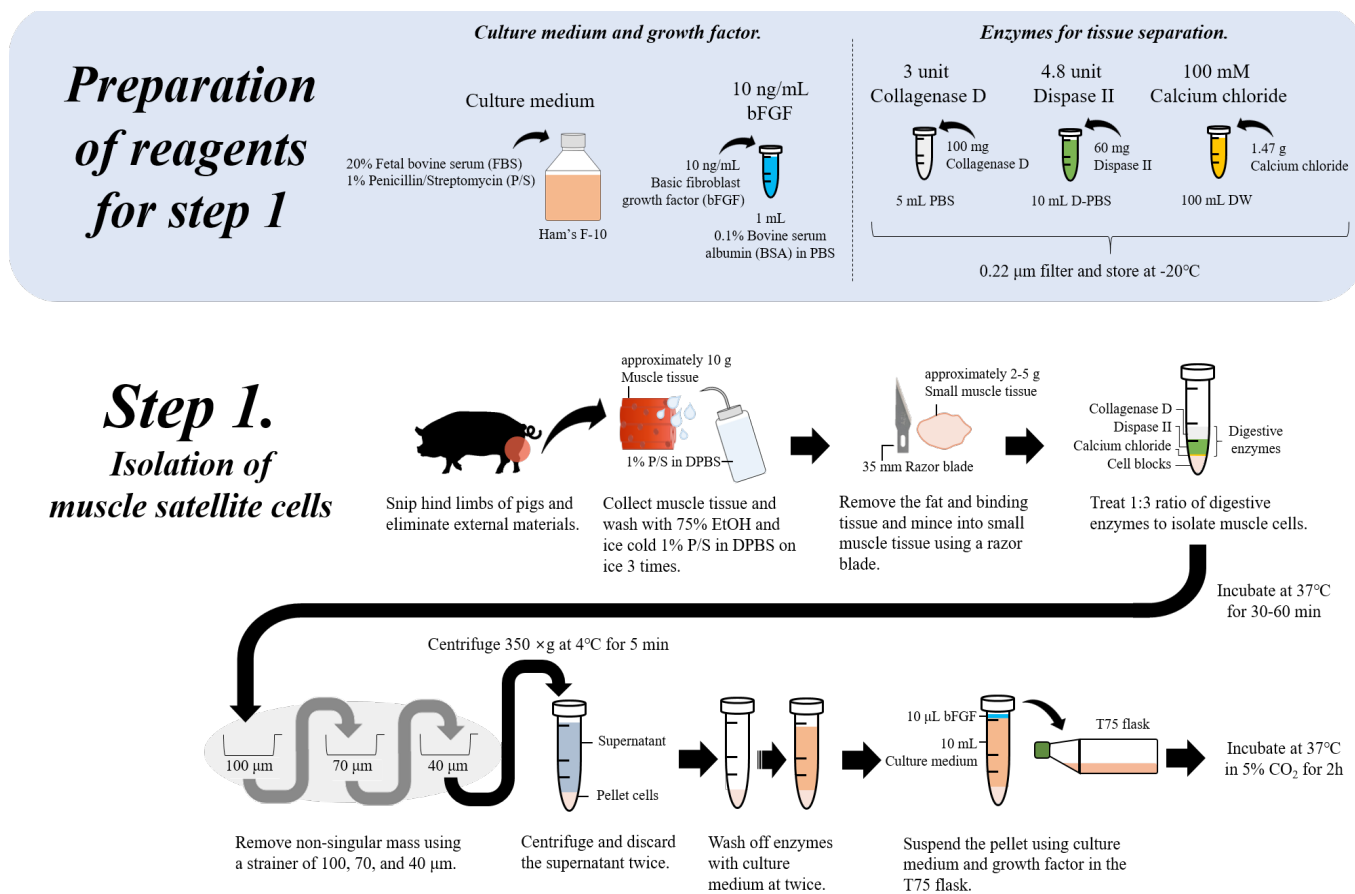 Preparation
of reagents
for step 1
Culture medium and growth factor.
Culture medium
20% Fetal bovine serum (FBS)
1% Penicillin/Streptomycin (P/S)
Ham's F-10
10 ng/mL
bFGF
10 ng/mL
Basic fibroblast
growth factor (bFGF)
1 mL
0.1% Bovine serum
albumin (BSA) in PBS
Enzymes for tissue separation.
3 unit
Collagenase D
100 mg
Collagenase D
5 mL PBS
4.8 unit
Dispase II
60 mg
Dispase II
10 mL D-PBS
100 mM
Calcium chloride
1.47 g
Calcium chloride
100 mL DW
0.22 μm filter and store at -20℃
Step 1.
Isolation of
muscle satellite cells
Snip hind limbs of pigs and
eliminate external materials.
approximately 10 g
Muscle tissue
1% P/S in DPBS
Collect muscle tissue and
wash with 75% EtOH and
ice cold 1% P/S in DPBS on
ice 3 times.
approximately 2-5 g
Small muscle tissue
35 mm Razor blade
Remove the fat and binding
tissue and mince into small
muscle tissue using a razor
blade.
Collagenase D
Dispase II
Calcium chloride
Cell blocks
Digestive
enzymes
Treat 1:3 ratio of digestive
enzymes to isolate muscle cells.
Incubate at 37℃
for 30-60 min
100 μm
70 μm
40 μm
Remove non-singular mass using
a strainer of 100, 70, and 40 μm.
Centrifuge 350 ×g at 4℃ for 5 min
Supernatant
Pellet cells
Centrifuge and discard
the supernatant twice.
Wash off enzymes
with culture
medium at twice.
10 μL bFGF
10 mL
Culture medium
T75 flask
Suspend the pellet using culture
medium and growth factor in the
T75 flask.
Incubate at 37℃
in 5% CO₂ for 2h